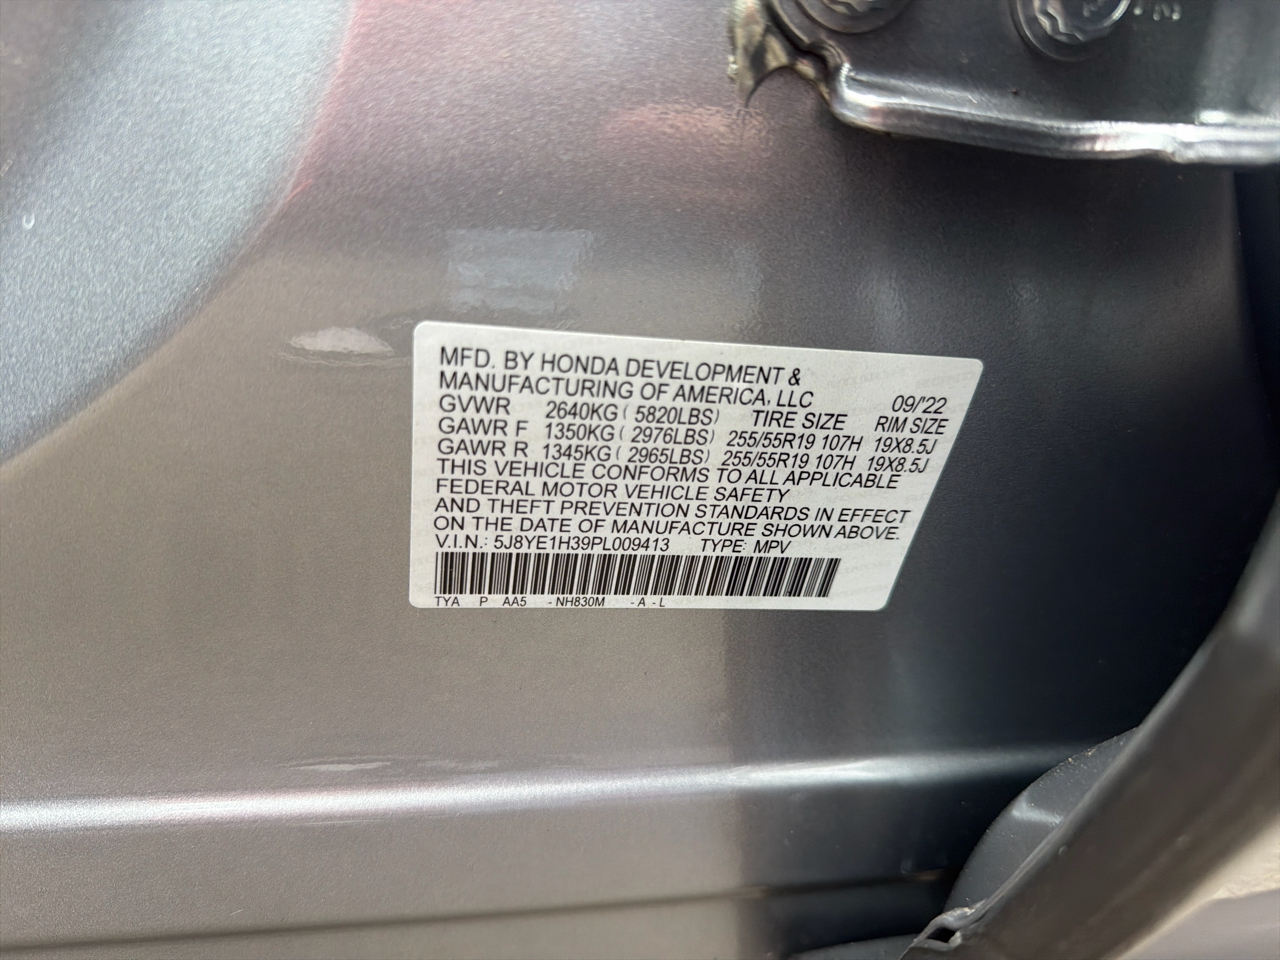 MFD. BY HONDA DEVELOPMENT &
MANUFACTURING OF AMERICA, LLC 09/'22
GVWR 2640KG ( 5820LBS) TIRE SIZE RIM SIZE
GAWR F 1350KG ( 2976LBS) 255/55R19 107H 19X8.5J
GAWR R 1345KG ( 2965LBS) 255/55R19 107H 19X8.5J
THIS VEHICLE CONFORMS TO ALL APPLICABLE
FEDERAL MOTOR VEHICLE SAFETY
AND THEFT PREVENTION STANDARDS IN EFFECT
ON THE DATE OF MANUFACTURE SHOWN ABOVE.
V.I.N.: 5J8YE1H39PL009413 TYPE: MPV
TYA P AA5 -NH830M -A -L